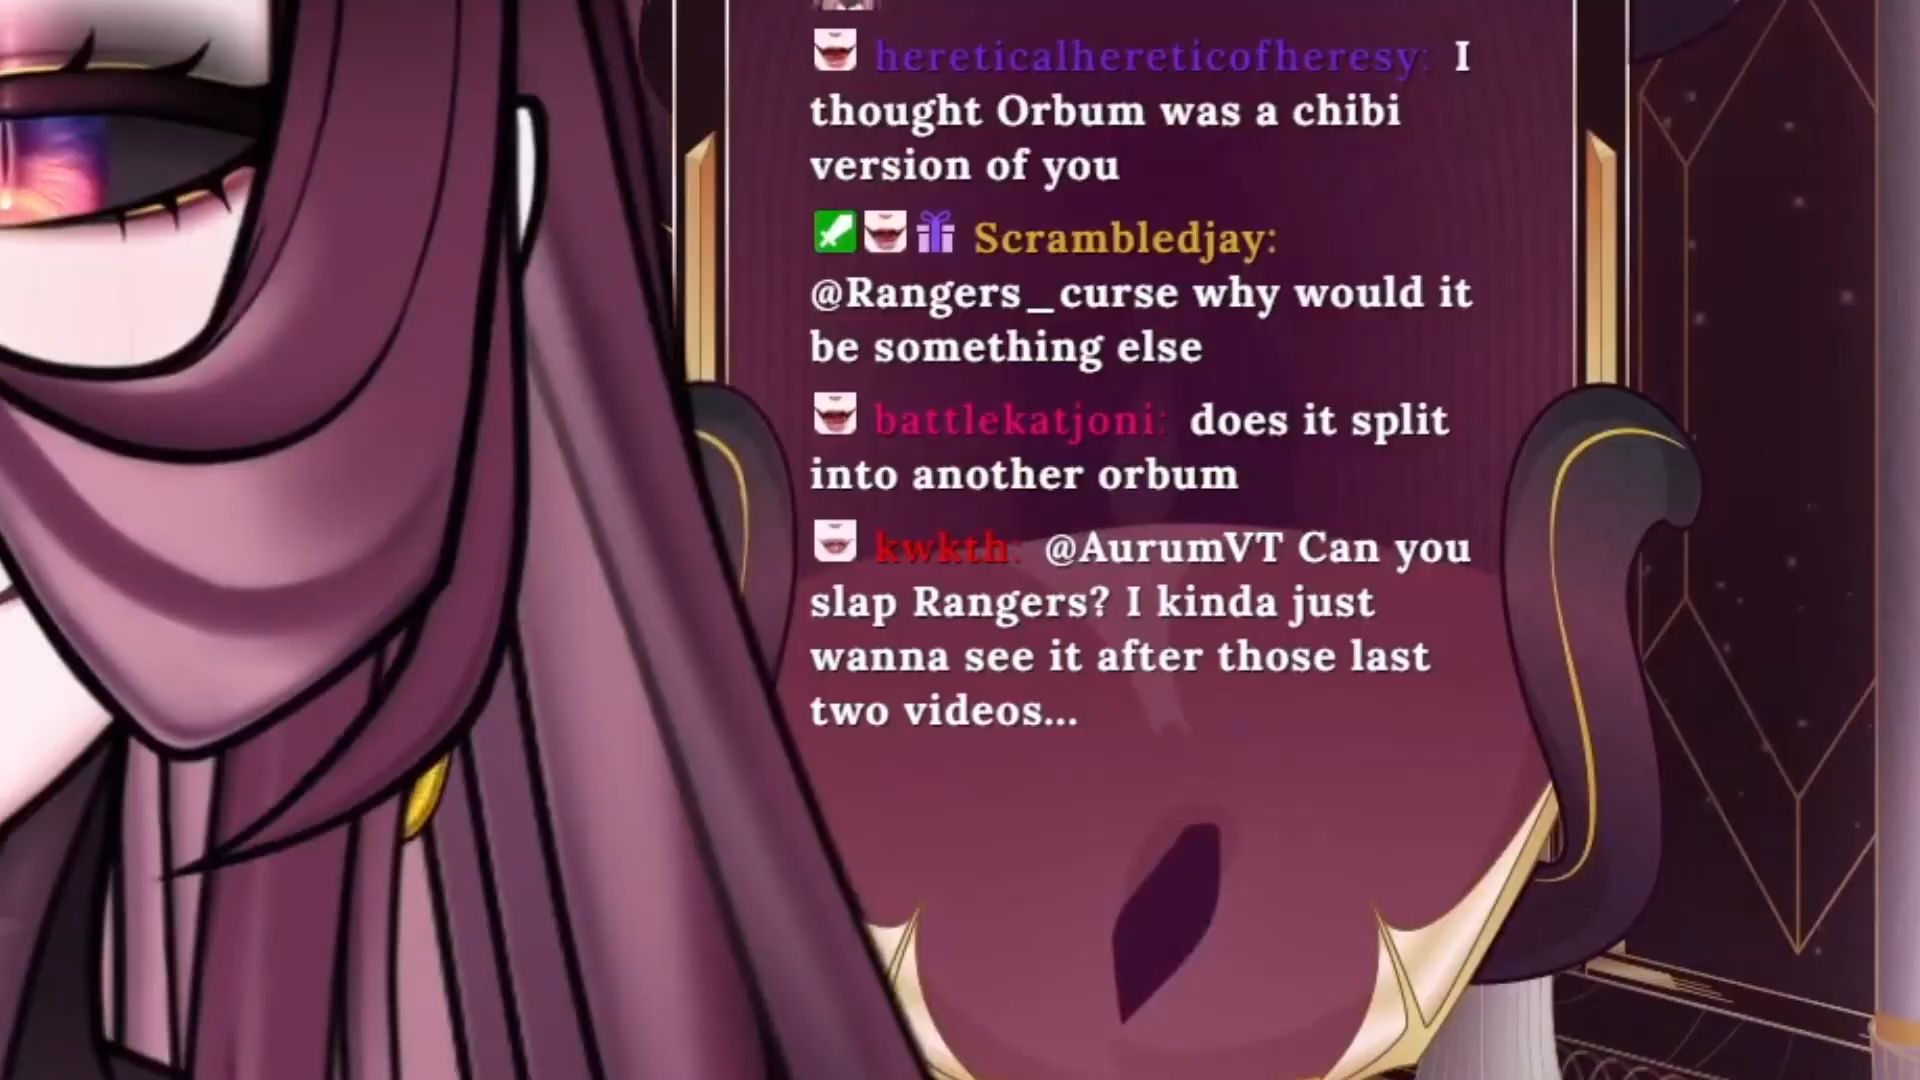 hereticalhereticofheresy: I
thought Orbum was a chibi
version of you
Scrambledjay:
@Rangers_curse why would it
be something else
battlekatjoni: does it split
into another orbum
kwkth: @AurumVT Can you
slap Rangers? I kinda just
wanna see it after those last
two videos...